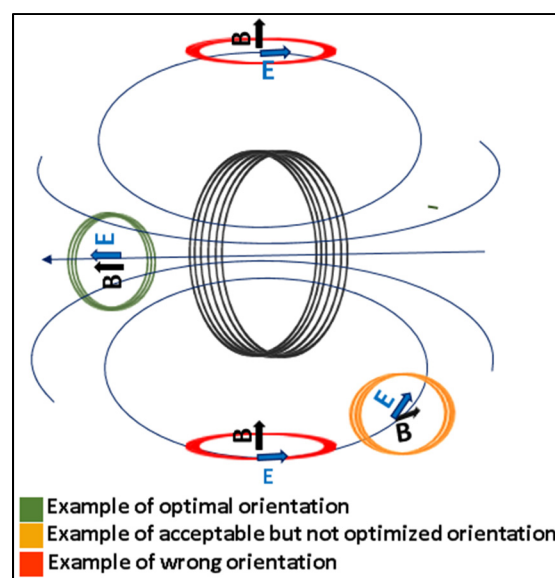 B
E
E
B
E
B
B
E
Example of optimal orientation
Example of acceptable but not optimized orientation
Example of wrong orientation